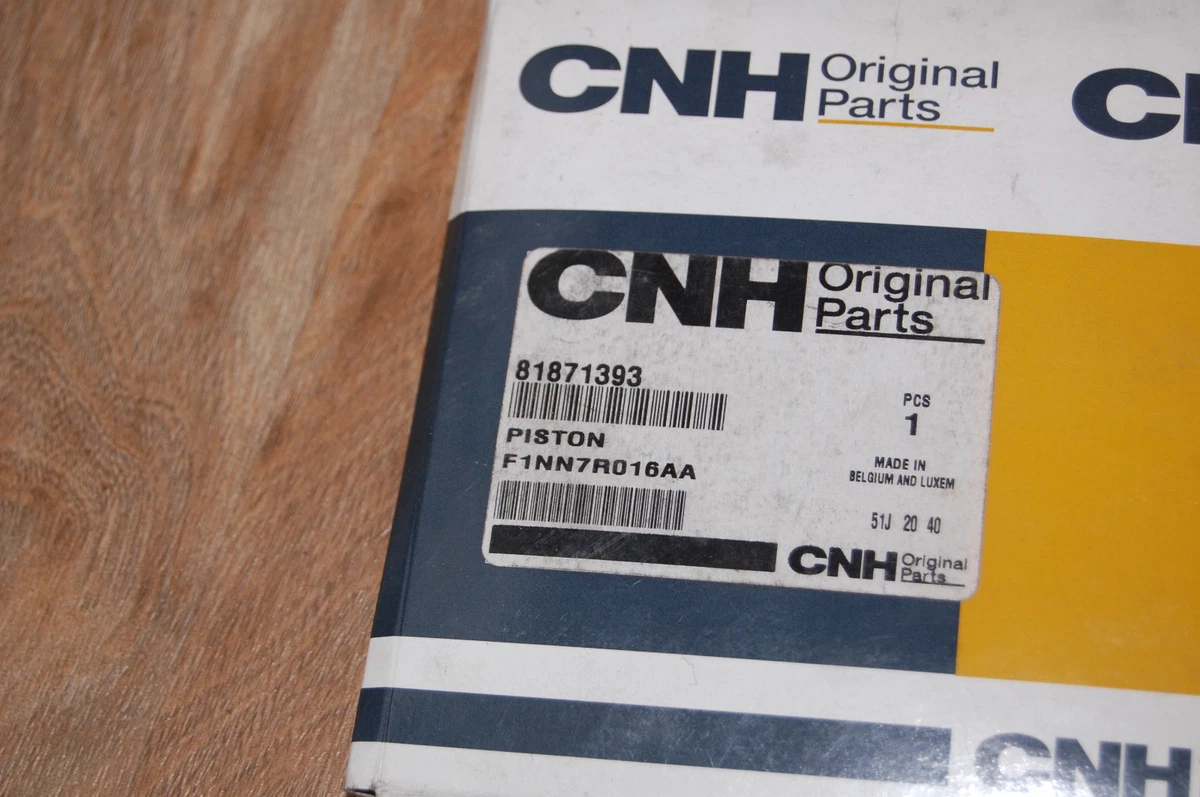 CNH Original Parts
CNH Original Parts
81871393
PISTON
F1NN7R016AA
PCS
1
MADE IN
BELGIUM AND LUXEM
51J 20 40
CNH Original Parts
CNH